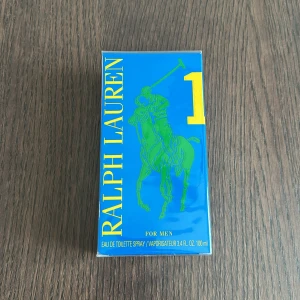 RALPH LAUREN
1
FOR MEN
EAU DE TOILETTE SPRAY / VAPORISATEUR 3.4 FL. OZ. 100 ml